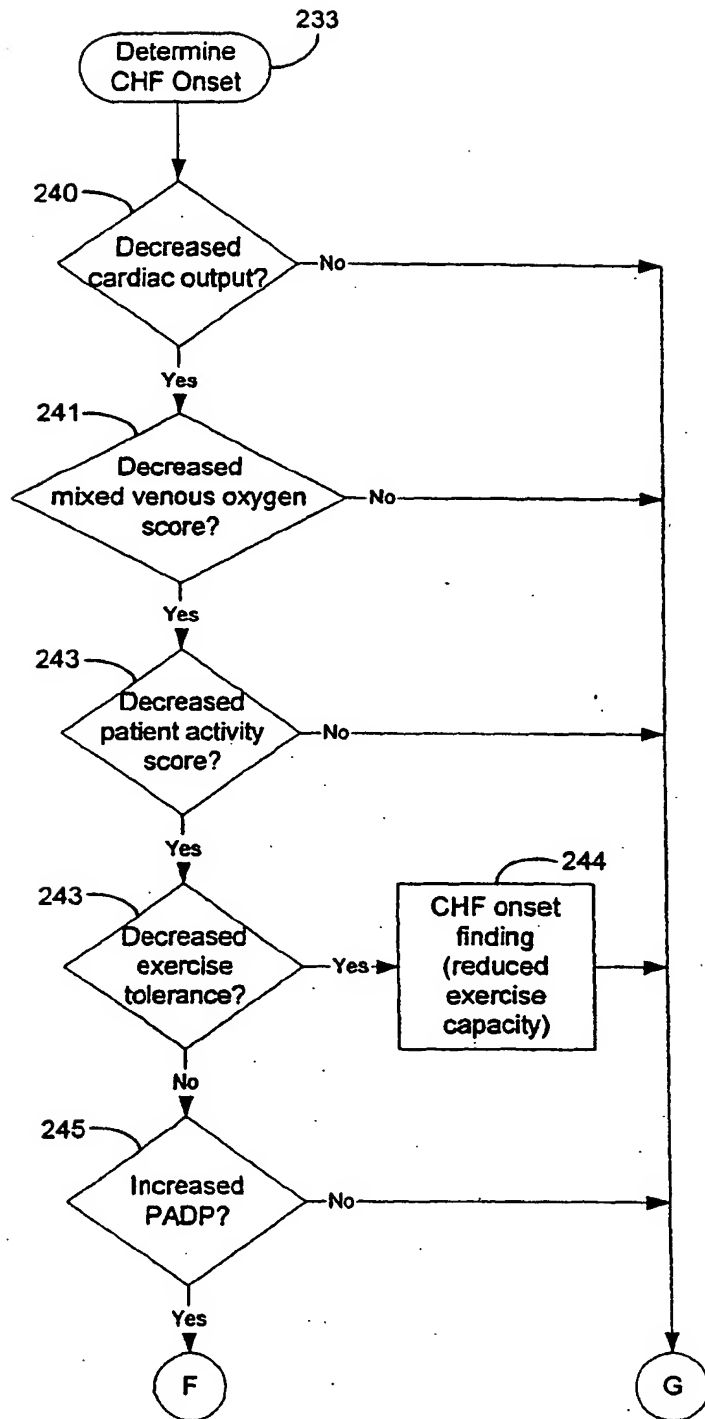 233
Determine
CHF Onset
240
Decreased
cardiac output?
No
Yes
241
Decreased
mixed venous oxygen
score?
No
Yes
243
Decreased
patient activity
score?
No
Yes
243
Decreased
exercise
tolerance?
Yes
244
CHF onset
finding
(reduced
exercise
capacity)
No
245
Increased
PADP?
No
Yes
F
G